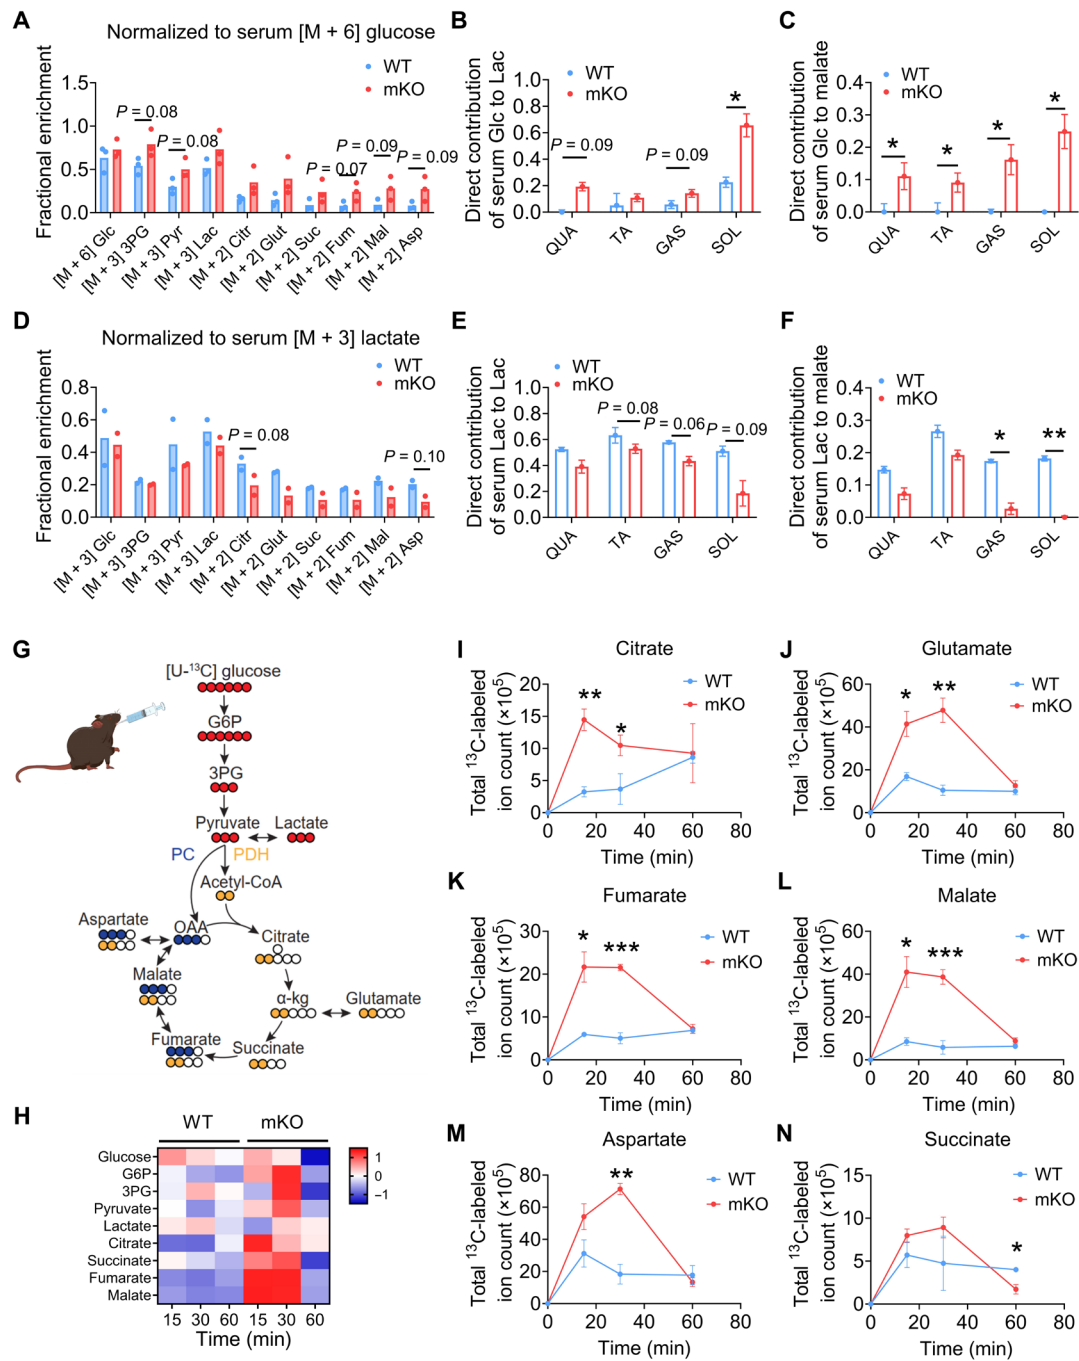 A
Normalized to serum [M + 6] glucose
WT
mKO
Fractional enrichment
1.5
1.0
0.5
0.0
P = 0.08
P = 0.08
P = 0.07
P = 0.09
P = 0.09
[M + 6] Glc
[M + 3] 3PG
[M + 3] Pyr
[M + 3] Lac
[M + 2] Citr
[M + 2] Glut
[M + 2] Suc
[M + 2] Fum
[M + 2] Mal
[M + 2] Asp
B
WT
mKO
Direct contribution
of serum Glc to Lac
1.0
0.8
0.6
0.4
0.2
0.0
P = 0.09
P = 0.09
*
QUA
TA
GAS
SOL
C
WT
mKO
Direct contribution
of serum Glc to malate
0.4
0.3
0.2
0.1
0.0
*
*
*
*
QUA
TA
GAS
SOL
D
Normalized to serum [M + 3] lactate
WT
mKO
Fractional enrichment
0.8
0.6
0.4
0.2
0.0
P = 0.08
P = 0.10
[M + 3] Glc
[M + 3] 3PG
[M + 3] Pyr
[M + 3] Lac
[M + 2] Citr
[M + 2] Glut
[M + 2] Suc
[M + 2] Fum
[M + 2] Mal
[M + 2] Asp
E
WT
mKO
Direct contribution
of serum Lac to Lac
1.0
0.8
0.6
0.4
0.2
0.0
P = 0.08
P = 0.06
P = 0.09
QUA
TA
GAS
SOL
F
WT
mKO
Direct contribution
of serum Lac to malate
0.4
0.3
0.2
0.1
0.0
*
**
QUA
TA
GAS
SOL
G
[U-¹³C] glucose
G6P
3PG
Pyruvate
Lactate
PC
PDH
Acetyl-CoA
Aspartate
OAA
Citrate
Malate
α-kg
Glutamate
Fumarate
Succinate
H
WT
mKO
Glucose
G6P
3PG
Pyruvate
Lactate
Citrate
Succinate
Fumarate
Malate
15 30 60 15 30 60
Time (min)
1
0
−1
I
Citrate
WT
mKO
Total ¹³C-labeled
ion count (×10⁵)
20
15
10
5
0
**
*
0 20 40 60 80
Time (min)
J
Glutamate
WT
mKO
Total ¹³C-labeled
ion count (×10⁵)
60
40
20
0
*
**
0 20 40 60 80
Time (min)
K
Fumarate
WT
mKO
Total ¹³C-labeled
ion count (×10⁵)
30
20
10
0
*
***
0 20 40 60 80
Time (min)
L
Malate
WT
mKO
Total ¹³C-labeled
ion count (×10⁵)
60
40
20
0
*
***
0 20 40 60 80
Time (min)
M
Aspartate
WT
mKO
Total ¹³C-labeled
ion count (×10⁵)
80
60
40
20
0
**
0 20 40 60 80
Time (min)
N
Succinate
WT
mKO
Total ¹³C-labeled
ion count (×10⁵)
15
10
5
0
*
0 20 40 60 80
Time (min)